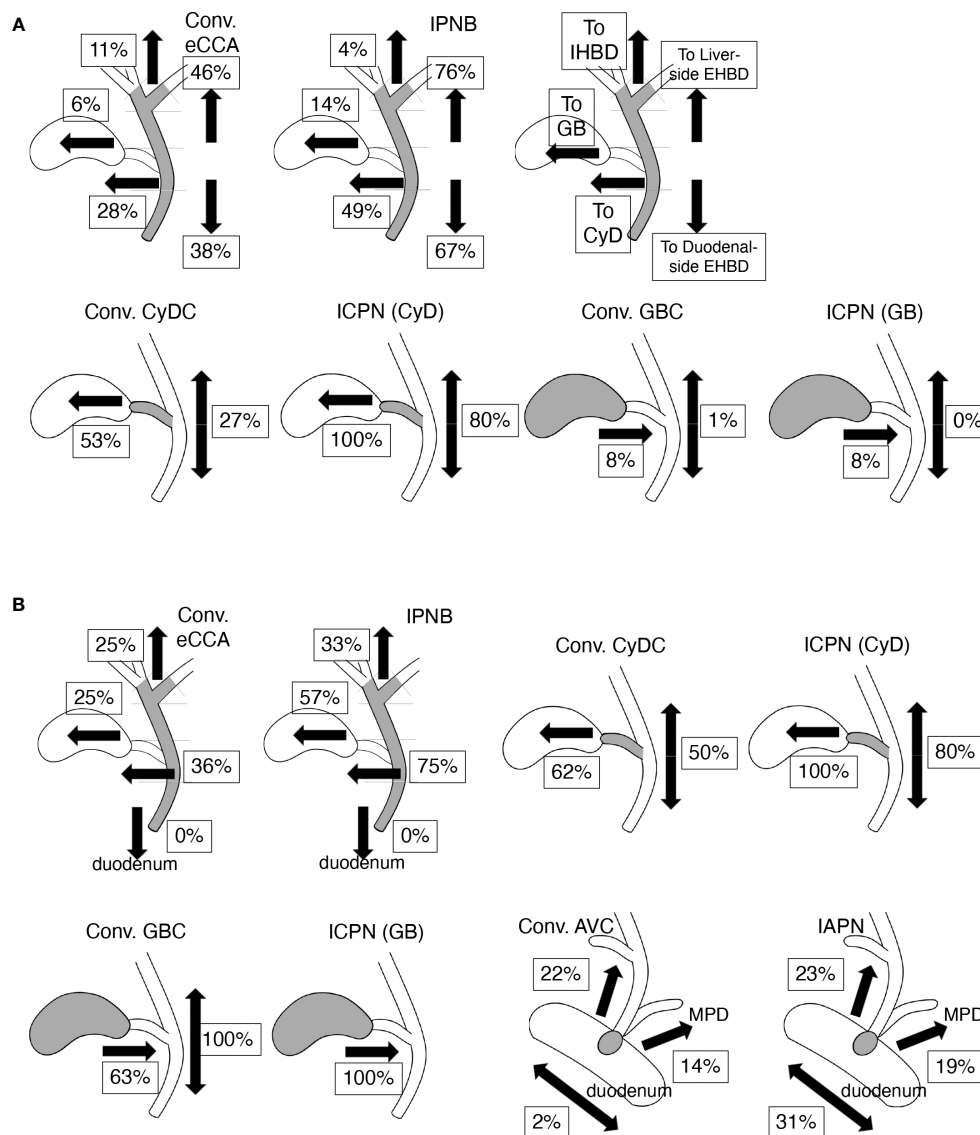 A
Conv.
eCCA
11%
46%
6%
28%
38%
IPNB
4%
76%
14%
49%
67%
To
IHBD
To Liver-
side EHBD
To
GB
To
CyD
To Duodenal-
side EHBD
Conv. CyDC
53%
27%
ICPN (CyD)
100%
80%
Conv. GBC
8%
1%
ICPN (GB)
8%
0%
B
Conv.
eCCA
25%
25%
36%
0%
duodenum
IPNB
33%
57%
75%
0%
duodenum
Conv. CyDC
62%
50%
ICPN (CyD)
100%
80%
Conv. GBC
63%
100%
ICPN (GB)
100%
Conv. AVC
22%
MPD
14%
duodenum
2%
IAPN
23%
MPD
19%
duodenum
31%